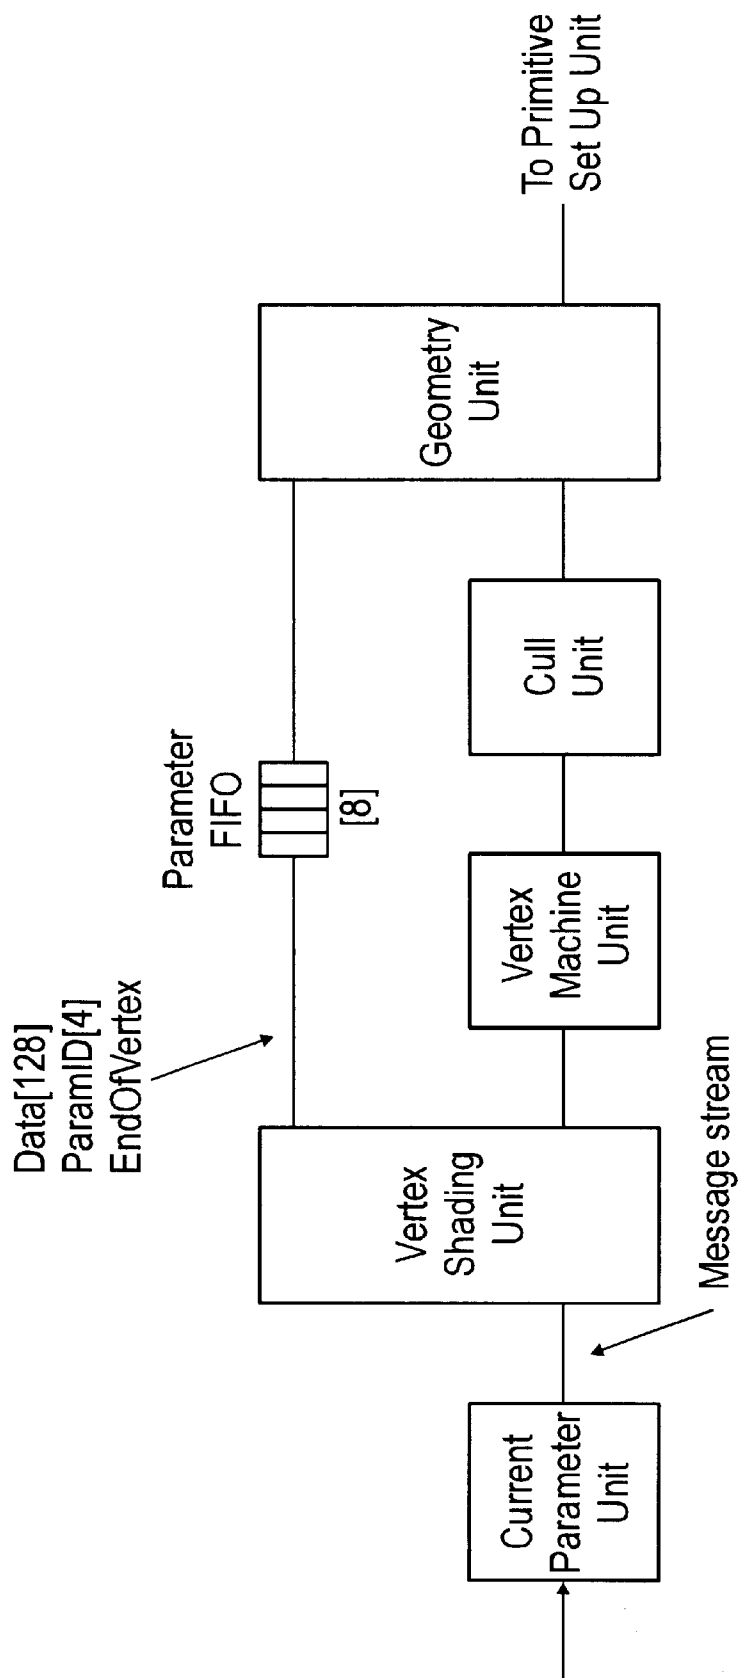 Data[128]
ParamID[4]
EndOfVertex
Parameter
FIFO
[8]
Current
Parameter
Unit
Message stream
Vertex
Shading
Unit
Vertex
Machine
Unit
Cull
Unit
Geometry
Unit
To Primitive
Set Up Unit